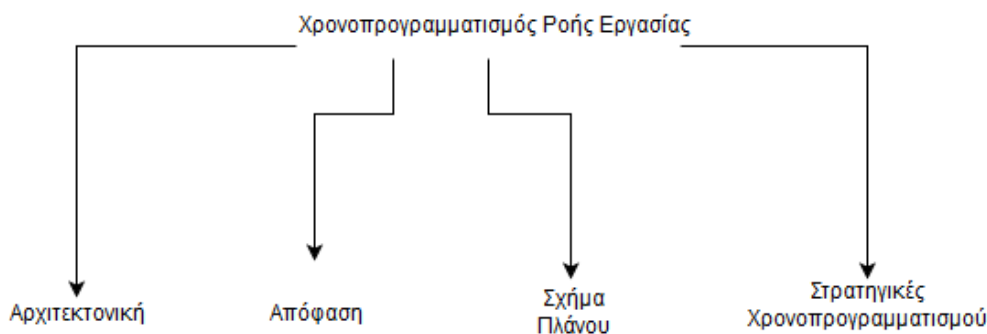 Χρονοπρογραμματισμός Ροής Εργασίας
Αρχιτεκτονική
Απόφαση
Σχήμα
Πλάνου
Στρατηγικές
Χρονοπρογραμματισμού